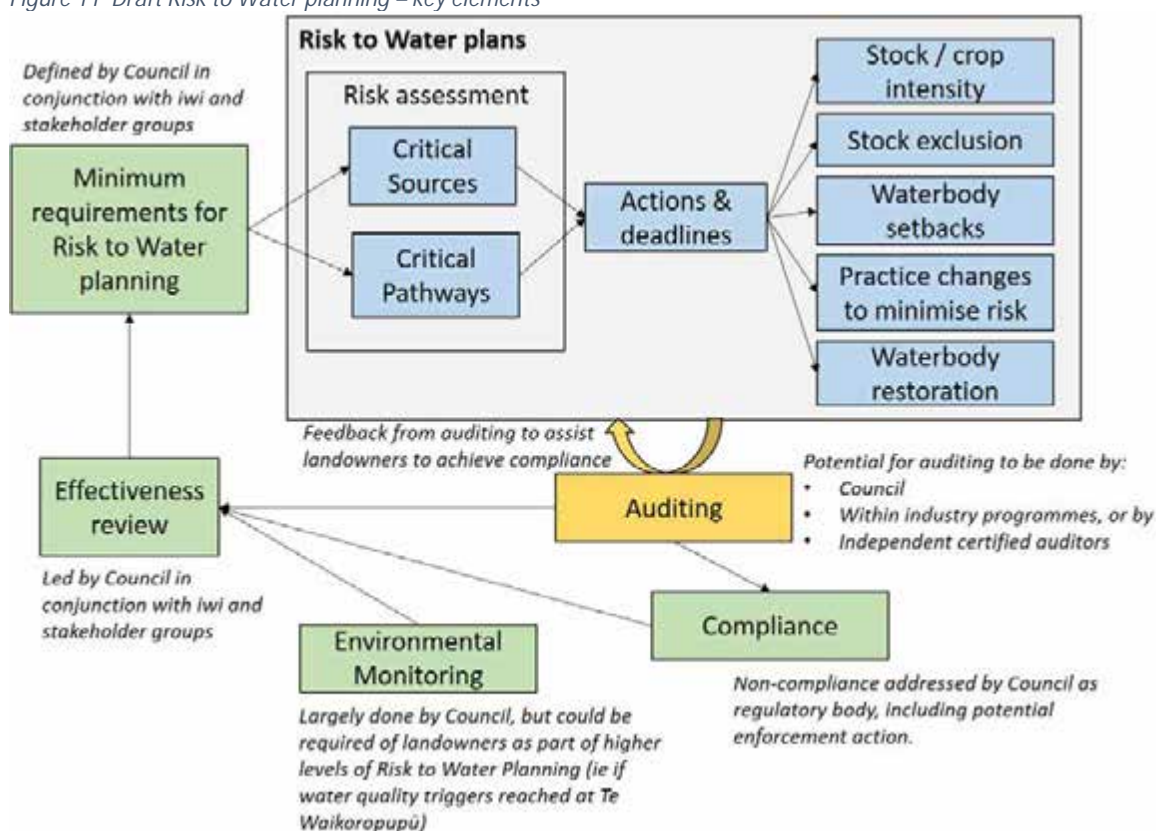 Figure 11 Draft Risk to Water planning – key elements
Risk to Water plans
Defined by Council in
conjunction with iwi and
stakeholder groups
Minimum
requirements for
Risk to Water
planning
Risk assessment
Critical
Sources
Critical
Pathways
Actions &
deadlines
Stock / crop
intensity
Stock exclusion
Waterbody
setbacks
Practice changes
to minimise risk
Waterbody
restoration
Feedback from auditing to assist
landowners to achieve compliance
Effectiveness
review
Led by Council in
conjunction with iwi and
stakeholder groups
Auditing
Potential for auditing to be done by:
• Council
• Within industry programmes, or by
• Independent certified auditors
Environmental
Monitoring
Largely done by Council, but could be
required of landowners as part of higher
levels of Risk to Water Planning (ie if
water quality triggers reached at Te
Waikoropupū)
Compliance
Non-compliance addressed by Council as
regulatory body, including potential
enforcement action.